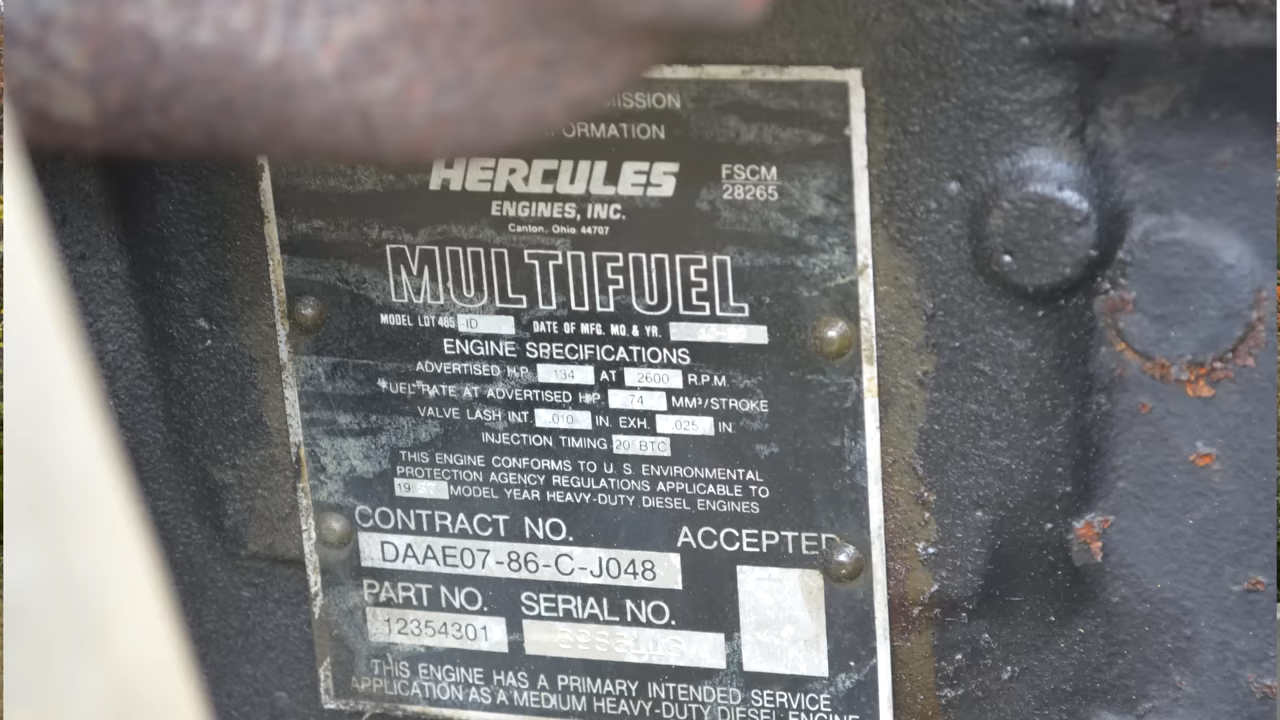 HERCULES
FSCM
28265
ENGINES, INC.
Canton, Ohio 44707
MULTIFUEL
MODEL LDT465 -1D DATE OF MFG. MO. & YR.
ENGINE SPECIFICATIONS
ADVERTISED H.P. 134 AT 2600 R.P.M.
RATE AT ADVERTISED H.P. 74 MM³/STROKE
VALVE LASH INT. .010 IN. EXH. .025 IN.
INJECTION TIMING 20° BTC
THIS ENGINE CONFORMS TO U. S. ENVIRONMENTAL
PROTECTION AGENCY REGULATIONS APPLICABLE TO
19 MODEL YEAR HEAVY-DUTY DIESEL ENGINES
CONTRACT NO. ACCEPTED
DAAE07-86-C-J048
PART NO. SERIAL NO.
12354301
THIS ENGINE HAS A PRIMARY INTENDED SERVICE
APPLICATION AS A MEDIUM HEAVY-DUTY DIESEL ENGINE